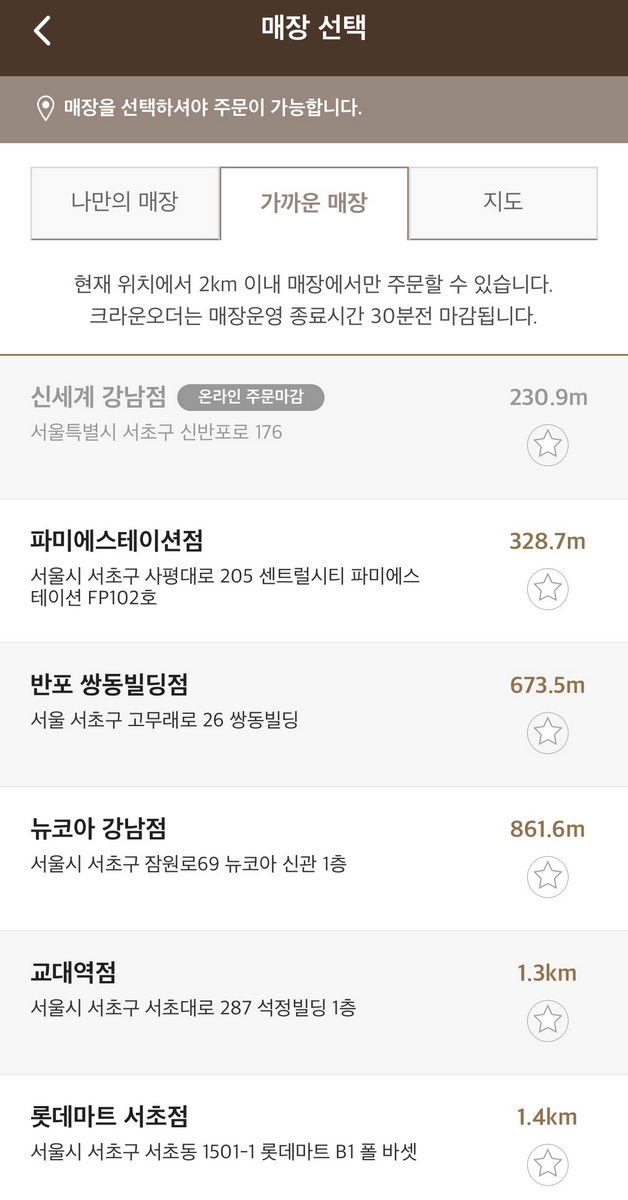 매장 선택
매장을 선택하셔야 주문이 가능합니다.
나만의 매장
가까운 매장
지도
현재 위치에서 2km 이내 매장에서만 주문할 수 있습니다.
크라운오더는 매장운영 종료시간 30분전 마감됩니다.
신세계 강남점 온라인 주문마감 230.9m
서울특별시 서초구 신반포로 176
파미에스테이션점 328.7m
서울시 서초구 사평대로 205 센트럴시티 파미에스
테이션 FP102호
반포 쌍동빌딩점 673.5m
서울 서초구 고무래로 26 쌍동빌딩
뉴코아 강남점 861.6m
서울시 서초구 잠원로69 뉴코아 신관 1층
교대역점 1.3km
서울시 서초구 서초대로 287 석정빌딩 1층
롯데마트 서초점 1.4km
서울시 서초구 서초동 1501-1 롯데마트 B1 폴 바셋